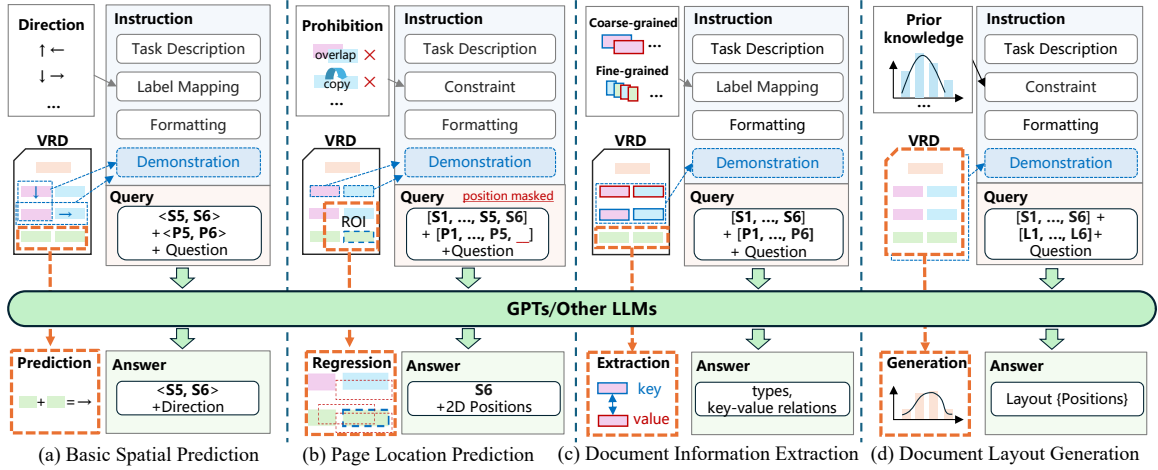 Direction
↑ ←
↓ →
...
VRD
Instruction
Task Description
Label Mapping
Formatting
Demonstration
Query
<S5, S6>
+<P5, P6>
+ Question
Prohibition
overlap
copy
...
VRD
ROI
Instruction
Task Description
Constraint
Formatting
Demonstration
Query position masked
[S1, ..., S5, S6]
+ [P1, ..., P5, __]
+Question
Coarse-grained
...
Fine-grained
...
VRD
Instruction
Task Description
Label Mapping
Formatting
Demonstration
Query
[S1, ..., S6]
+ [P1, ..., P6]
+ Question
Prior
knowledge
...
VRD
Instruction
Task Description
Constraint
Formatting
Demonstration
Query
[S1, ..., S6] +
[L1, ..., L6]+
Question
GPTs/Other LLMs
Prediction
+ = →
Answer
<S5, S6>
+Direction
Regression
Answer
S6
+2D Positions
Extraction
key
value
Answer
types,
key-value relations
Generation
Answer
Layout {Positions}
(a) Basic Spatial Prediction
(b) Page Location Prediction
(c) Document Information Extraction
(d) Document Layout Generation